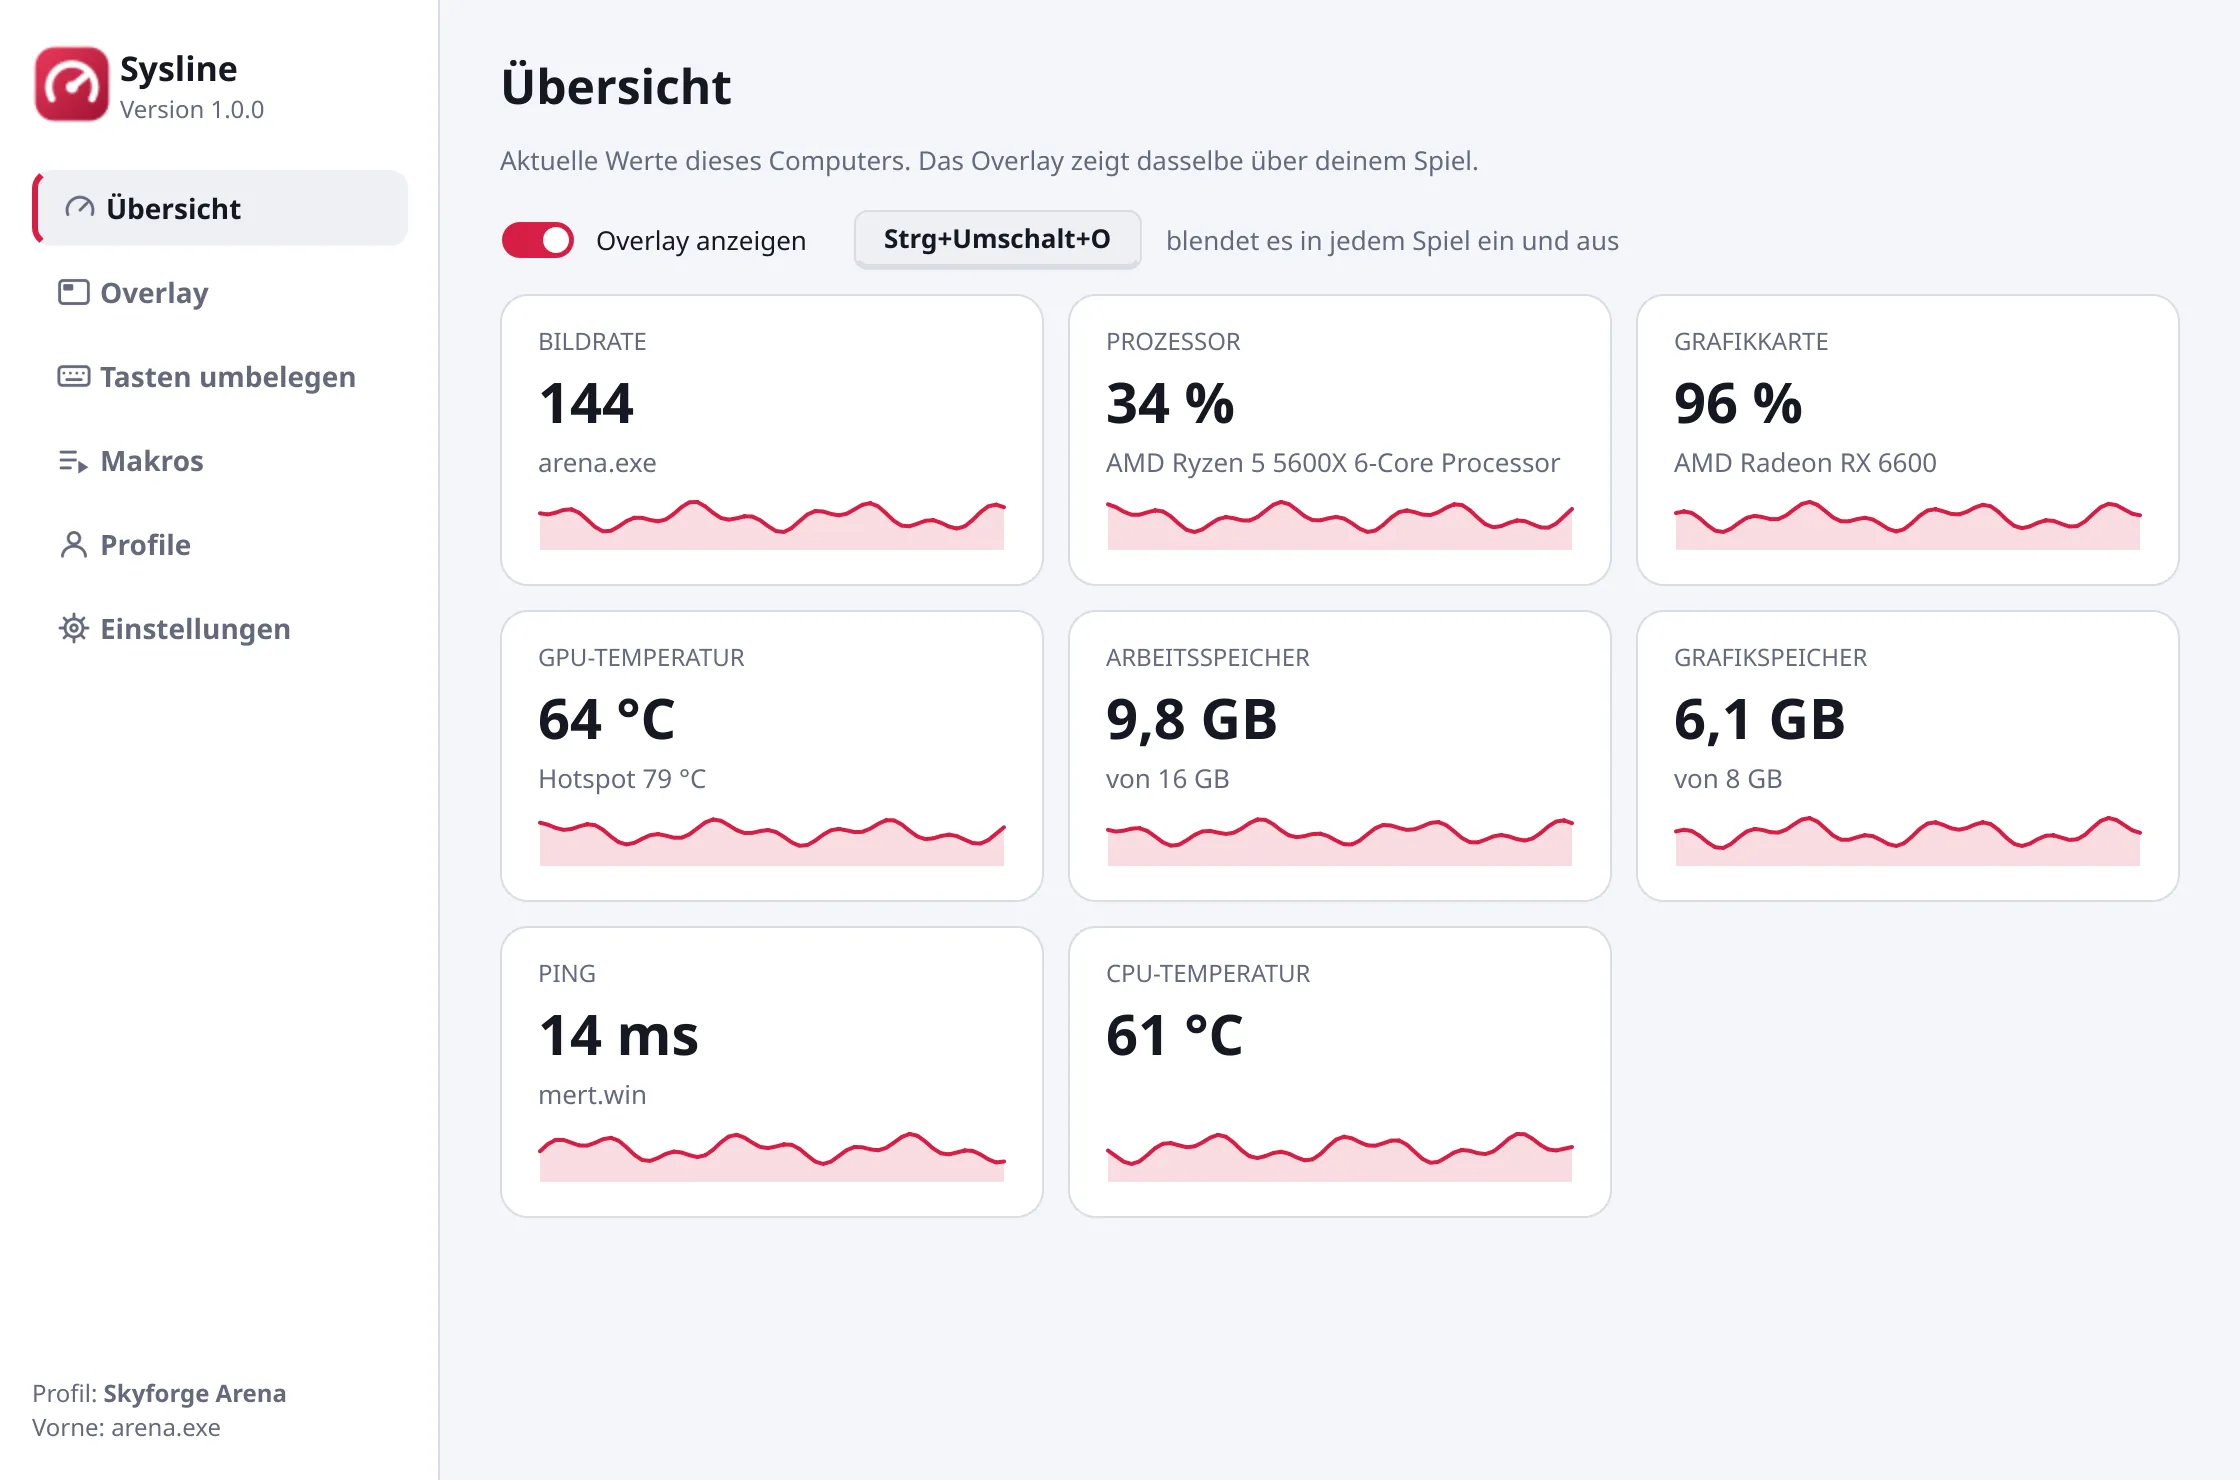 Sysline
Version 1.0.0
Übersicht
Overlay
Tasten umbelegen
Makros
Profile
Einstellungen
Profil: Skyforge Arena
Vorne: arena.exe
Übersicht
Aktuelle Werte dieses Computers. Das Overlay zeigt dasselbe über deinem Spiel.
Overlay anzeigen Strg+Umschalt+O blendet es in jedem Spiel ein und aus
BILDRATE
144
arena.exe
PROZESSOR
34 %
AMD Ryzen 5 5600X 6-Core Processor
GRAFIKKARTE
96 %
AMD Radeon RX 6600
GPU-TEMPERATUR
64 °C
Hotspot 79 °C
ARBEITSSPEICHER
9,8 GB
von 16 GB
GRAFIKSPEICHER
6,1 GB
von 8 GB
PING
14 ms
mert.win
CPU-TEMPERATUR
61 °C